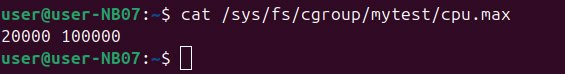 user@user-NB07:~$ cat /sys/fs/cgroup/mytest/cpu.max
20000 100000
user@user-NB07:~$